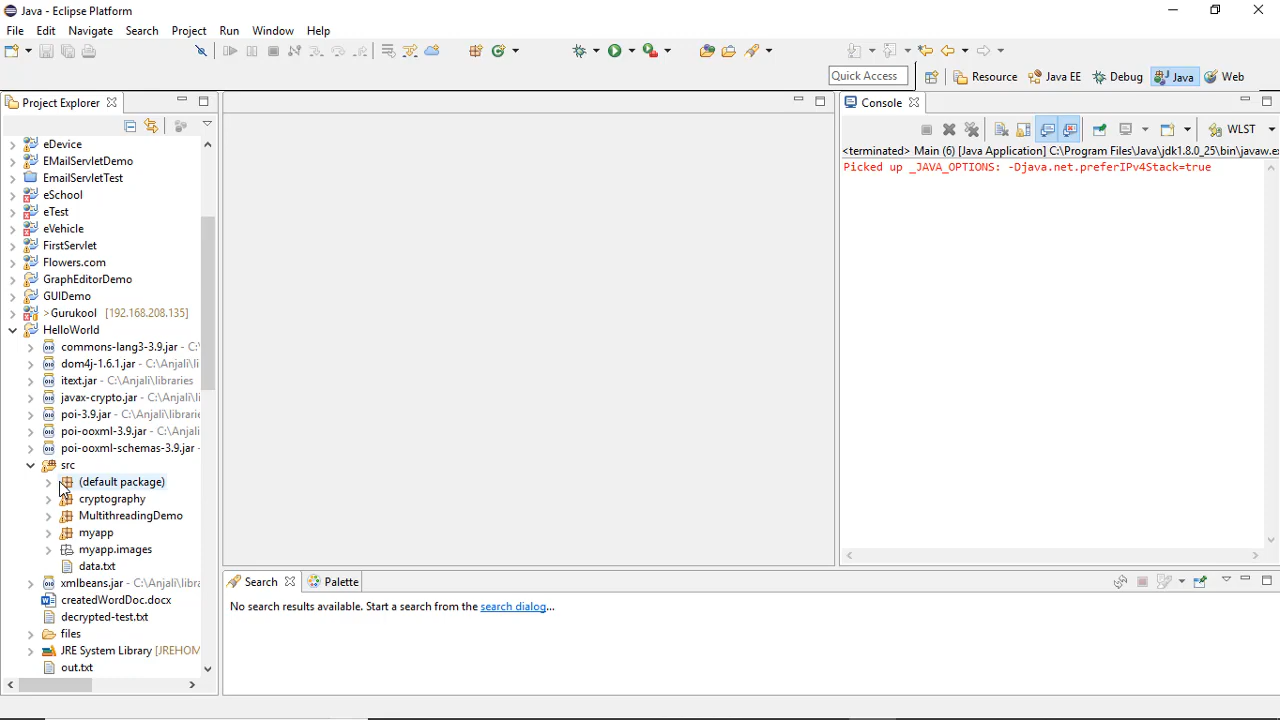 Java - Eclipse Platform
File Edit Navigate Search Project Run Window Help
Quick Access
Resource
Java EE
Debug
Java
Web
Project Explorer
eDevice
EMailServletDemo
EmailServletTest
eSchool
eTest
eVehicle
FirstServlet
Flowers.com
GraphEditorDemo
GUIDemo
>Gurukool [192.168.208.135]
HelloWorld
commons-lang3-3.9.jar - C:\
dom4j-1.6.1.jar - C:\Anjali\li
itext.jar - C:\Anjali\libraries
javax-crypto.jar - C:\Anjali\l
poi-3.9.jar - C:\Anjali\librarie
poi-ooxml-3.9.jar - C:\Anjali
poi-ooxml-schemas-3.9.jar -
src
(default package)
cryptography
MultithreadingDemo
myapp
myapp.images
data.txt
xmlbeans.jar - C:\Anjali\libra
createdWordDoc.docx
decrypted-test.txt
files
JRE System Library [JREHOM
out.txt
Console
WLST
<terminated> Main (6) [Java Application] C:\Program Files\Java\jdk1.8.0_25\bin\javaw.ex
Picked up _JAVA_OPTIONS: -Djava.net.preferIPv4Stack=true
Search
Palette
No search results available. Start a search from the search dialog...